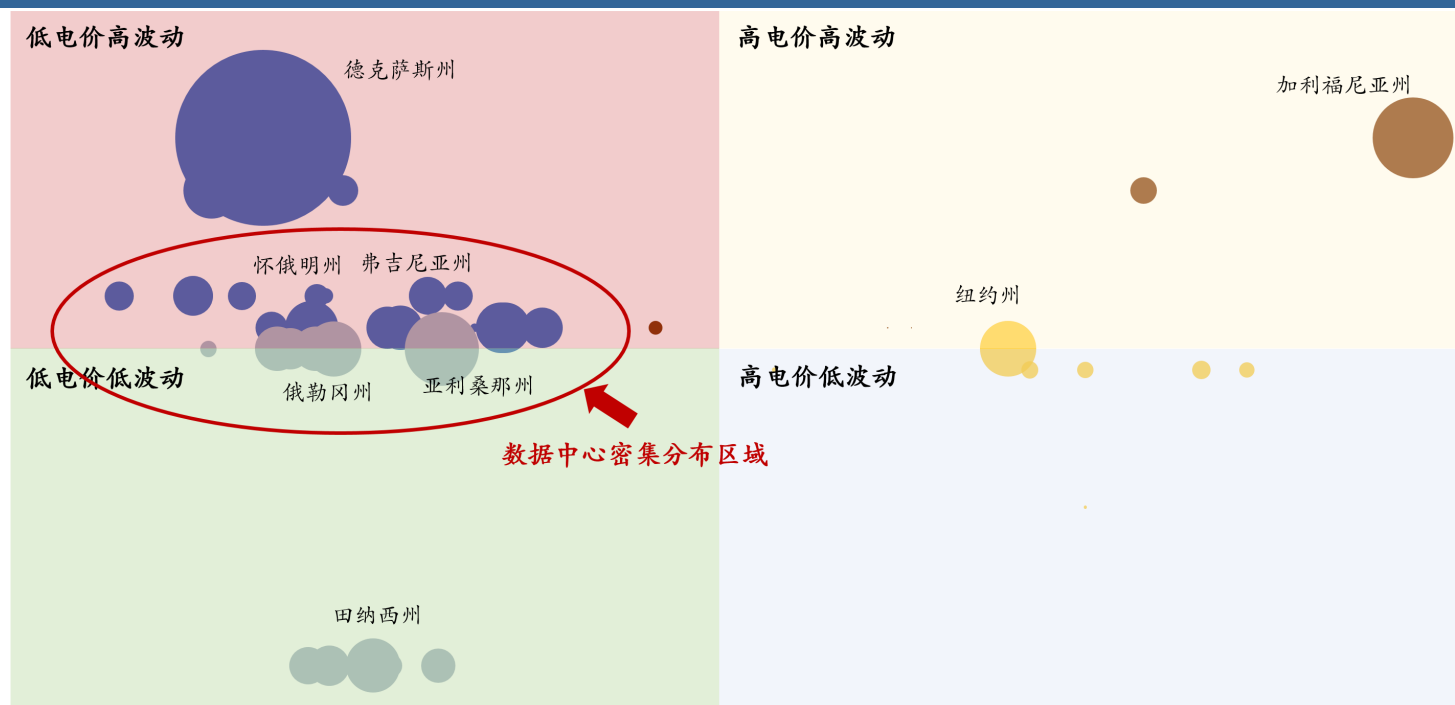 低电价高波动
高电价高波动
德克萨斯州
加利福尼亚州
怀俄明州
弗吉尼亚州
纽约州
低电价低波动
高电价低波动
俄勒冈州
亚利桑那州
数据中心密集分布区域
田纳西州